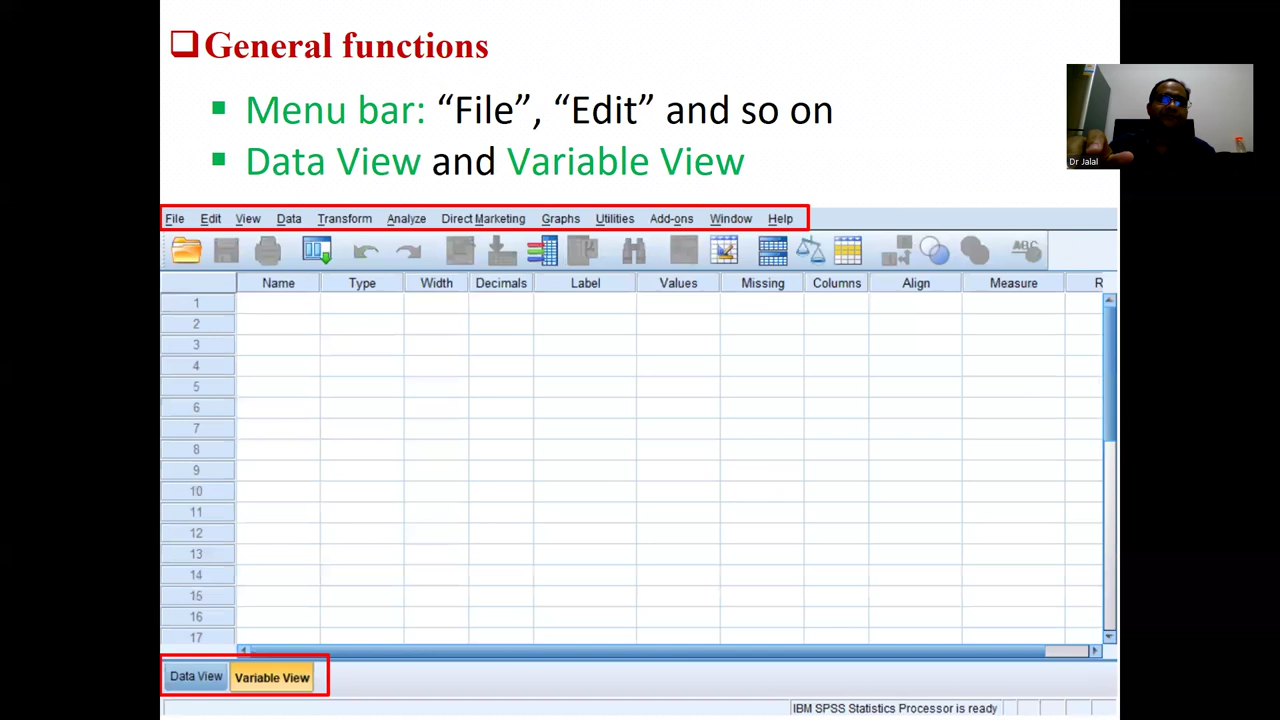 General functions
Menu bar: “File”, “Edit” and so on
Data View and Variable View
Dr Jalal
File Edit View Data Transform Analyze Direct Marketing Graphs Utilities Add-ons Window Help
ABC
Name Type Width Decimals Label Values Missing Columns Align Measure R
1
2
3
4
5
6
7
8
9
10
11
12
13
14
15
16
17
Data View Variable View
IBM SPSS Statistics Processor is ready